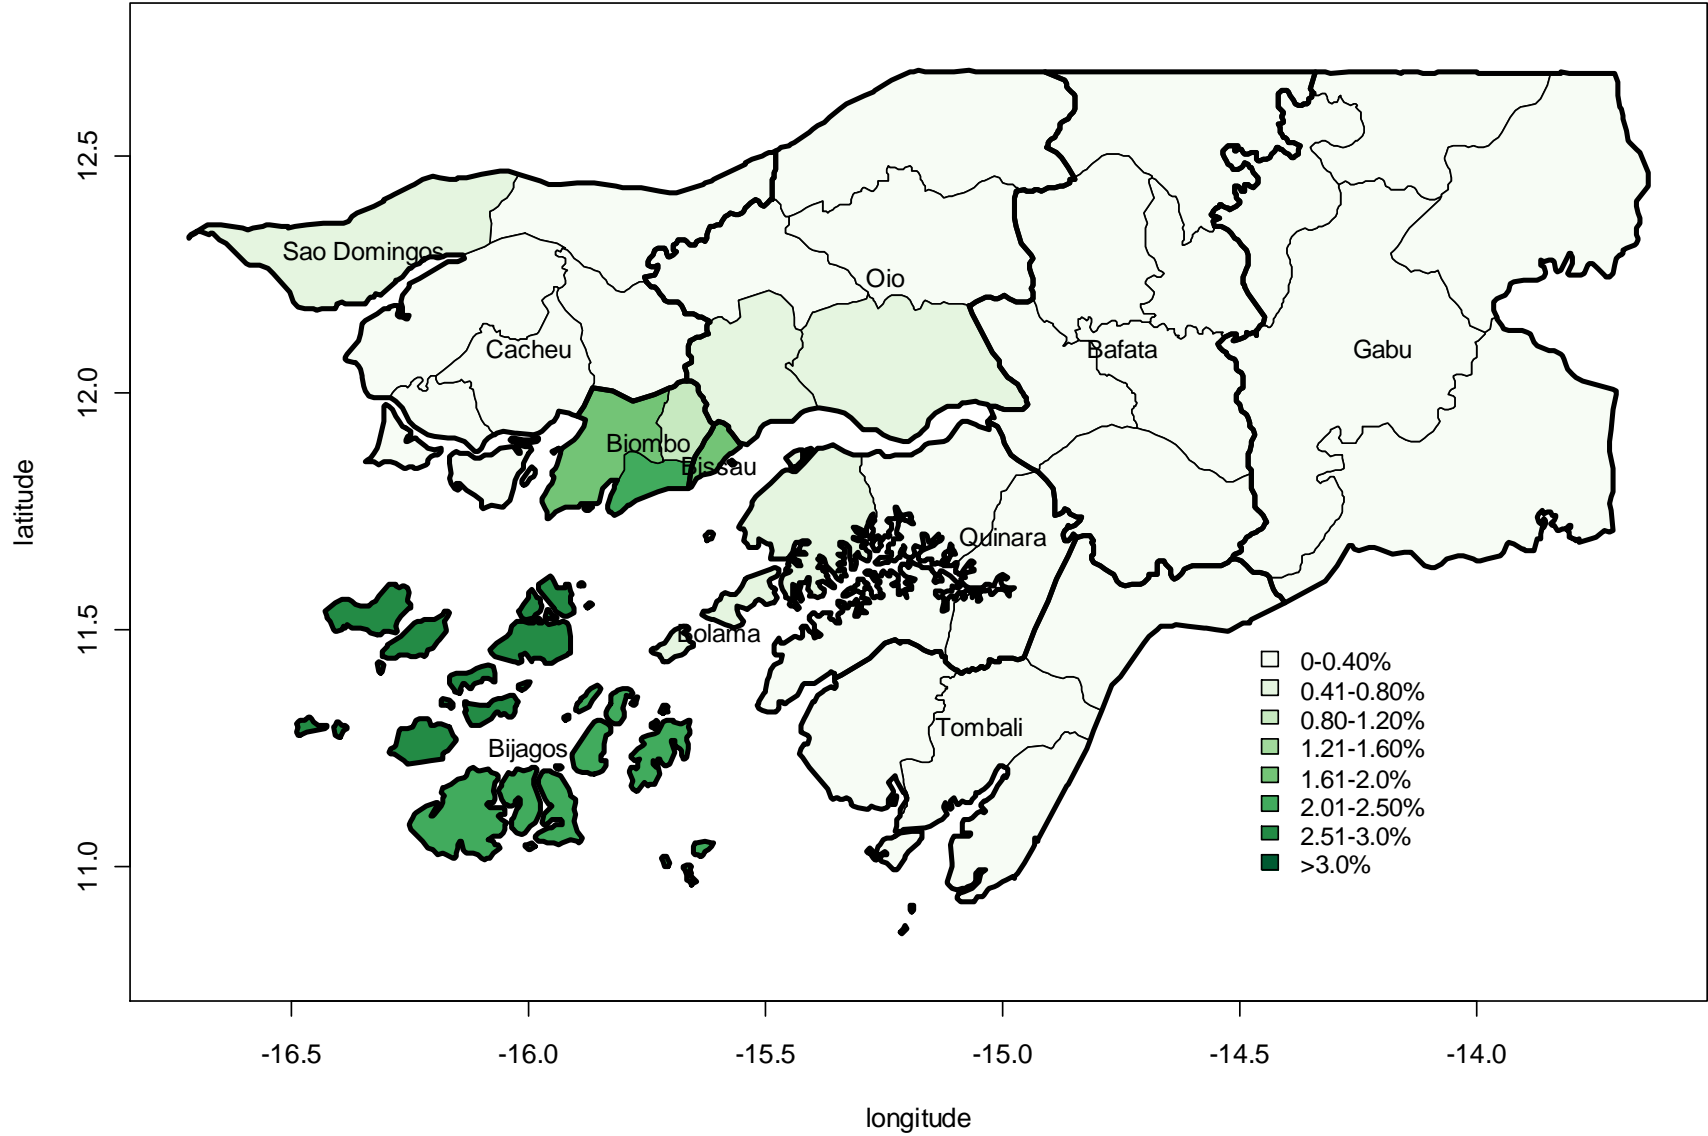 12.5
12.0
11.5
11.0
latitude
-16.5
-16.0
-15.5
-15.0
-14.5
-14.0
longitude
Sao Domingos
Oio
Cacheu
Bafata
Gabu
Biombo
Bissau
Quinara
Bolama
Tombali
Bijagos
0-0.40%
0.41-0.80%
0.80-1.20%
1.21-1.60%
1.61-2.0%
2.01-2.50%
2.51-3.0%
>3.0%